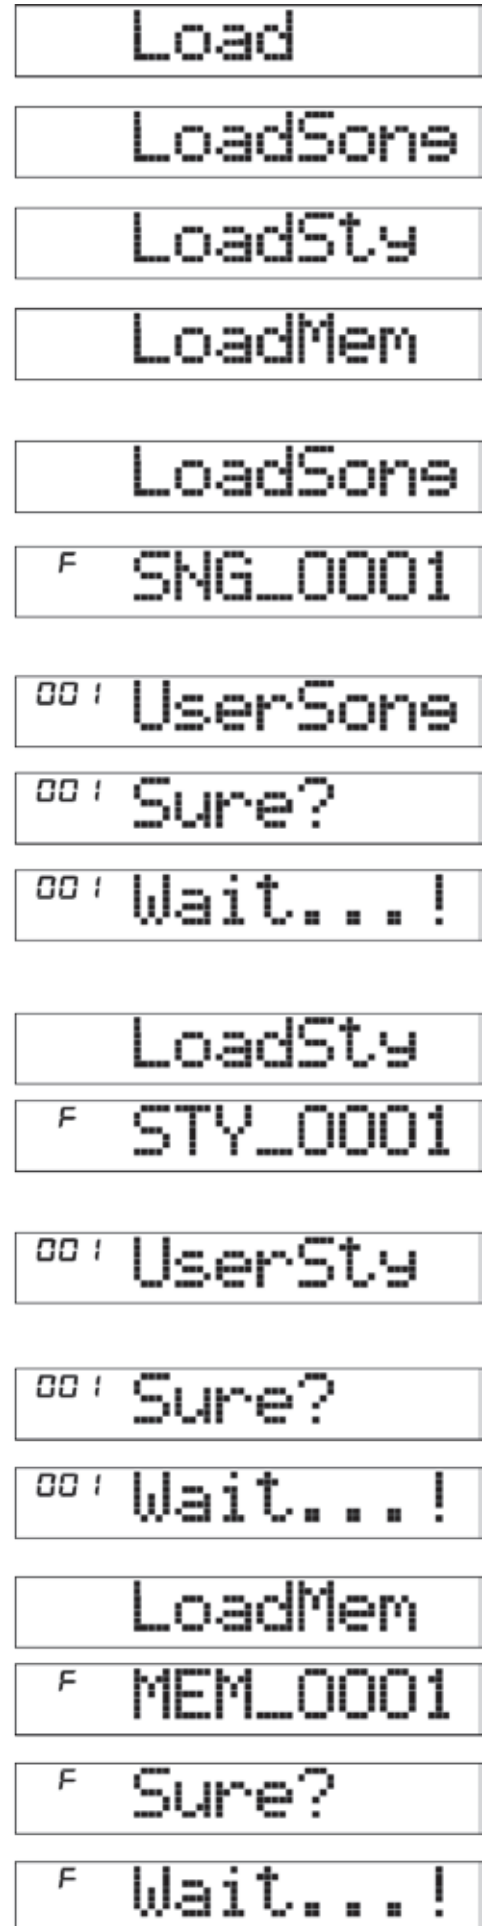 Load
LoadSong
LoadSty
LoadMem
LoadSong
F SNG_0001
001 UserSong
001 Sure?
001 Wait...!
LoadSty
F STY_0001
001 UserSty
001 Sure?
001 Wait...!
LoadMem
F MEM_0001
F Sure?
F Wait...!